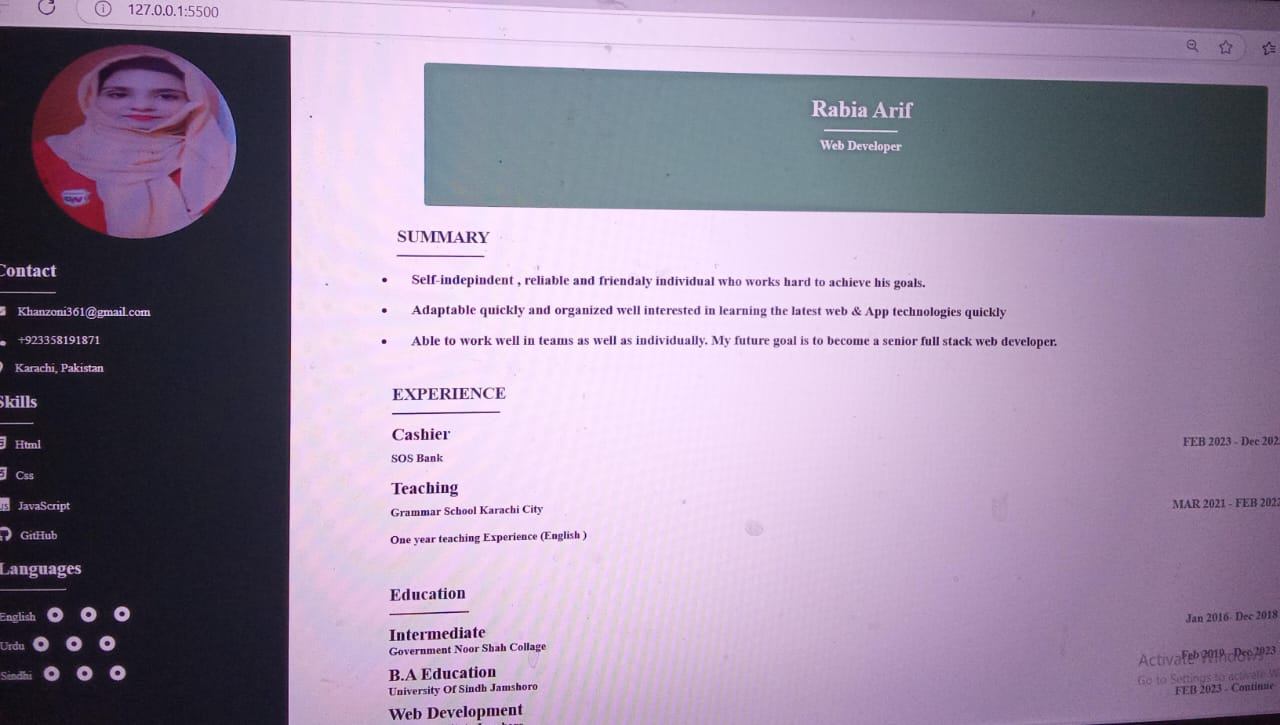 127.0.0.1:5500
Rabia Arif
Web Developer
Contact
Khanzoni361@gmail.com
+923358191871
Karachi, Pakistan
Skills
Html
Css
JavaScript
GitHub
Languages
English
Urdu
Sindhi
SUMMARY
Self-indepindent , reliable and friendaly individual who works hard to achieve his goals.
Adaptable quickly and organized well interested in learning the latest web & App technologies quickly
Able to work well in teams as well as individually. My future goal is to become a senior full stack web developer.
EXPERIENCE
Cashier
FEB 2023 - Dec 202
SOS Bank
Teaching
MAR 2021 - FEB 2022
Grammar School Karachi City
One year teaching Experience (English )
Education
Jan 2016- Dec 2018
Intermediate
Government Noor Shah Collage
Feb 2019 - Dec 2023
B.A Education
University Of Sindh Jamshoro
FEB 2023 - Continue
Web Development
Activate Windows
Go to Settings to activate W